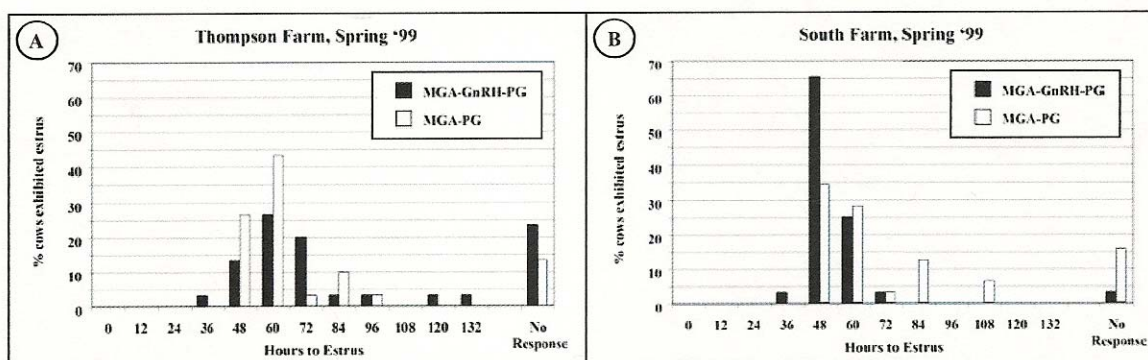 A
Thompson Farm, Spring '99
% cows exhibited estrus
70
60
50
40
30
20
10
0
MGA-GnRH-PG
MGA-PG
0 12 24 36 48 60 72 84 96 108 120 132 No
Response
Hours to Estrus
B
South Farm, Spring '99
% cows exhibited estrus
70
60
50
40
30
20
10
0
MGA-GnRH-PG
MGA-PG
0 12 24 36 48 60 72 84 96 108 120 132 No
Response
Hours to Estrus